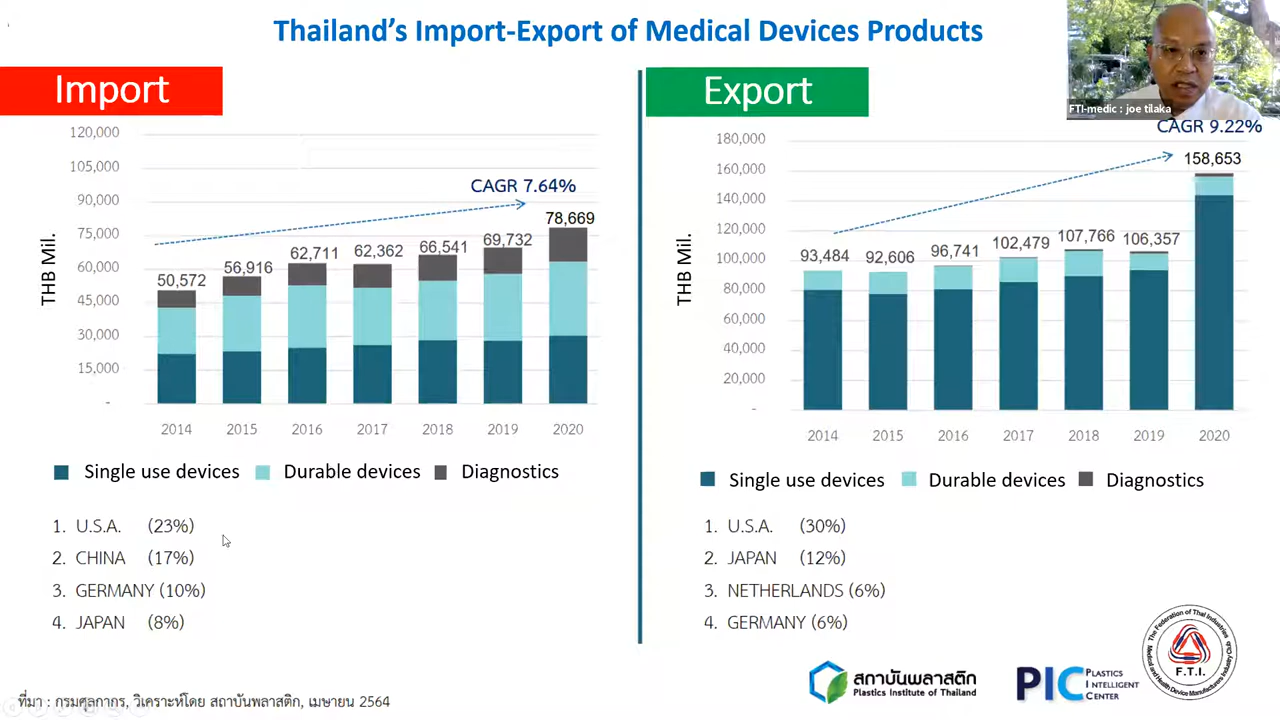 Thailand's Import-Export of Medical Devices Products
FTI-medic : joe tilaka
Import
THB Mil.
120,000
105,000
90,000
75,000
60,000
45,000
30,000
15,000
-
CAGR 7.64%
50,572
56,916
62,711
62,362
66,541
69,732
78,669
2014 2015 2016 2017 2018 2019 2020
Single use devices Durable devices Diagnostics
1. U.S.A. (23%)
2. CHINA (17%)
3. GERMANY (10%)
4. JAPAN (8%)
Export
THB Mil.
180,000
160,000
140,000
120,000
100,000
80,000
60,000
40,000
20,000
-
CAGR 9.22%
93,484
92,606
96,741
102,479
107,766
106,357
158,653
2014 2015 2016 2017 2018 2019 2020
Single use devices Durable devices Diagnostics
1. U.S.A. (30%)
2. JAPAN (12%)
3. NETHERLANDS (6%)
4. GERMANY (6%)
ที่มา : กรมศุลกากร, วิเคราะห์โดย สถาบันพลาสติก, เมษายน 2564
สถาบันพลาสติก
Plastics Institute of Thailand
PIC
PLASTICS
INTELLIGENT
CENTER
The Federation of Thai Industries
F.T.I.
Medical and Health Device Manufacturers Industry Club